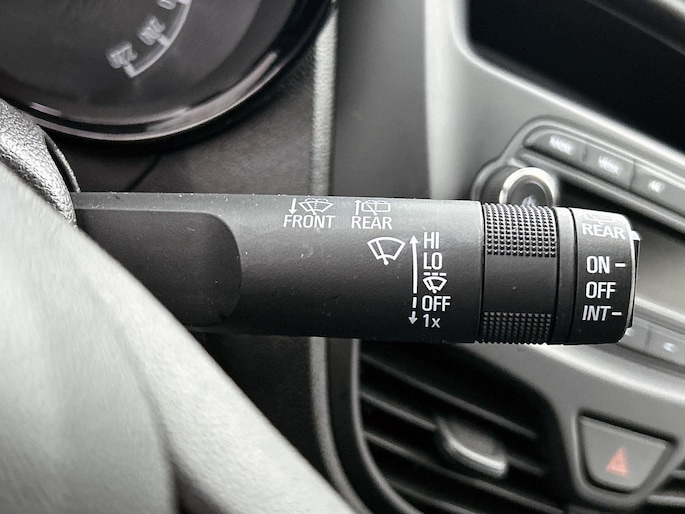 FRONT REAR
HI
LO
OFF
1x
REAR
ON
OFF
INT